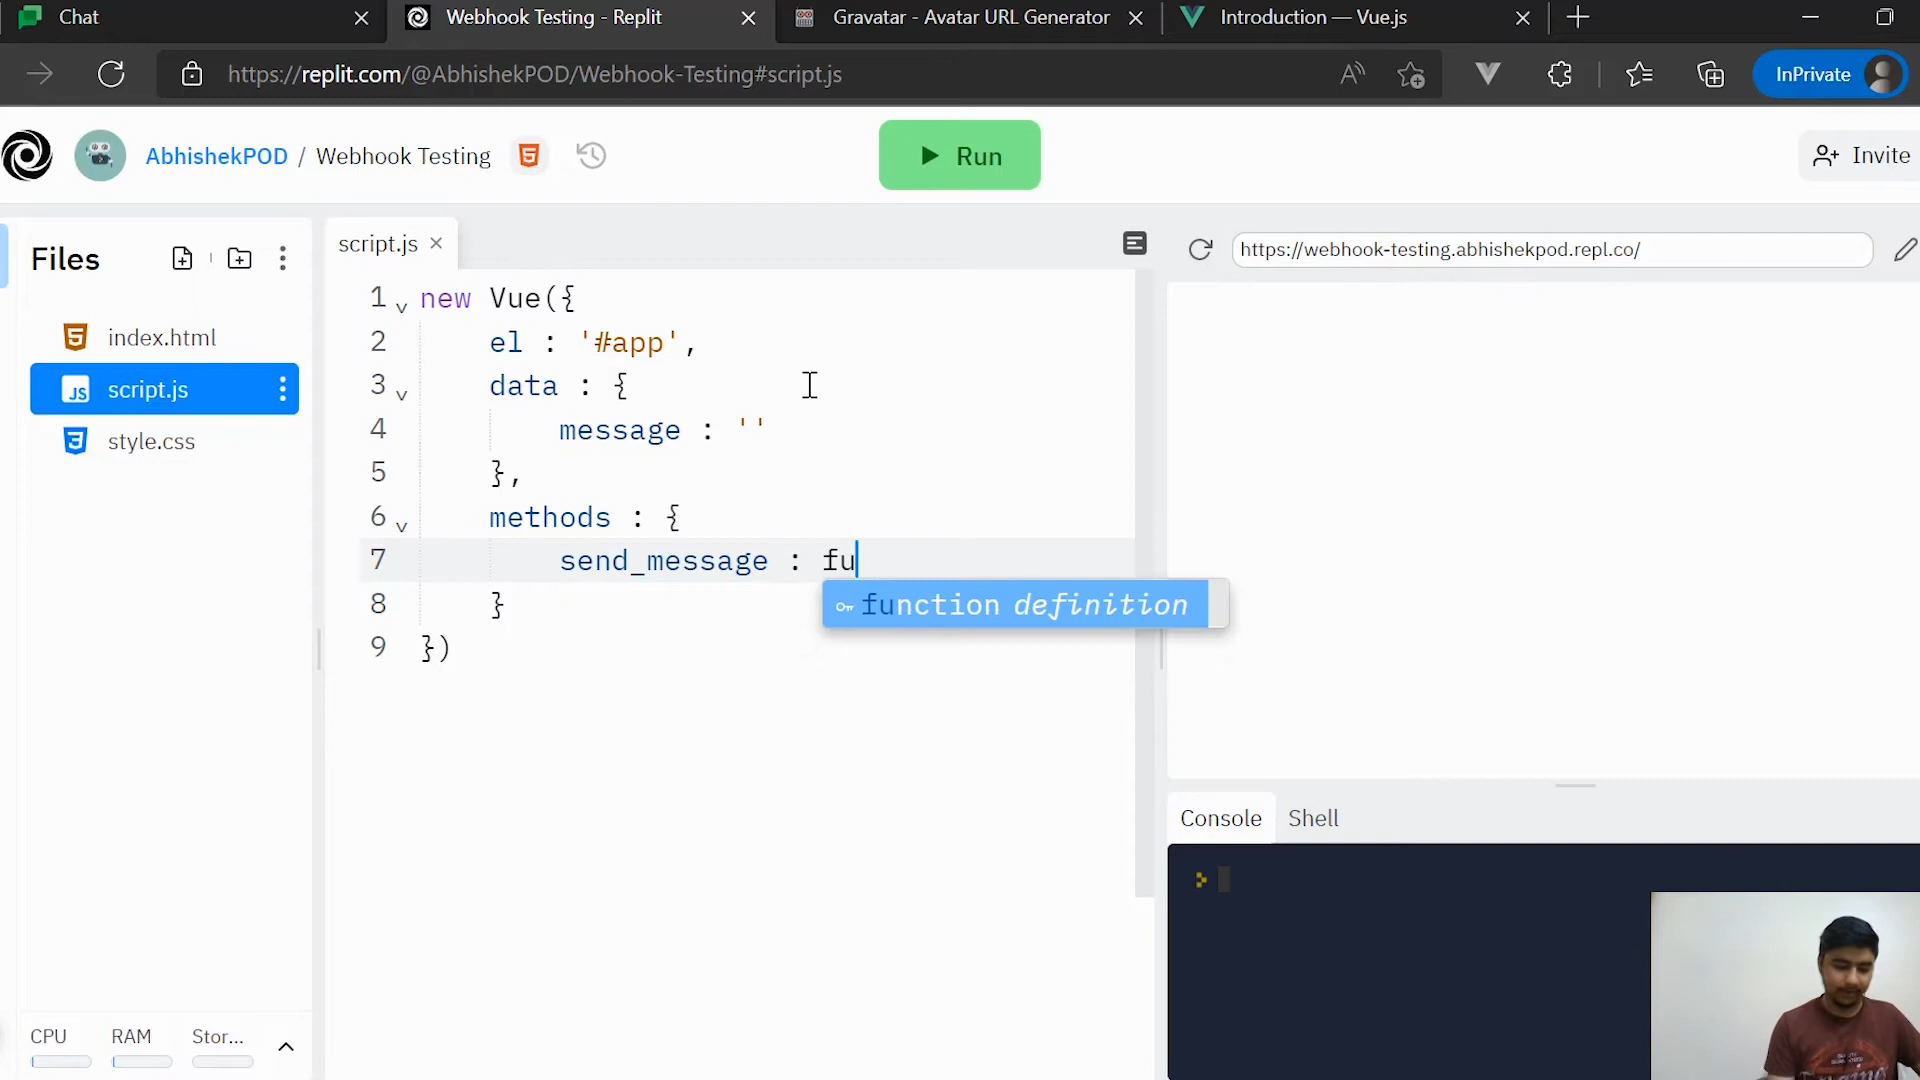 Chat
Webhook Testing - Replit
Gravatar - Avatar URL Generator
Introduction — Vue.js
https://replit.com/@AbhishekPOD/Webhook-Testing#script.js
InPrivate
AbhishekPOD / Webhook Testing
Run
Invite
Files
script.js
https://webhook-testing.abhishekpod.repl.co/
index.html
script.js
style.css
1 new Vue({
2 el : '#app',
3 data : {
4 message : ''
5 },
6 methods : {
7 send_message : fu
function definition
8 }
9 })
Console
Shell
>
CPU
RAM
Stor...